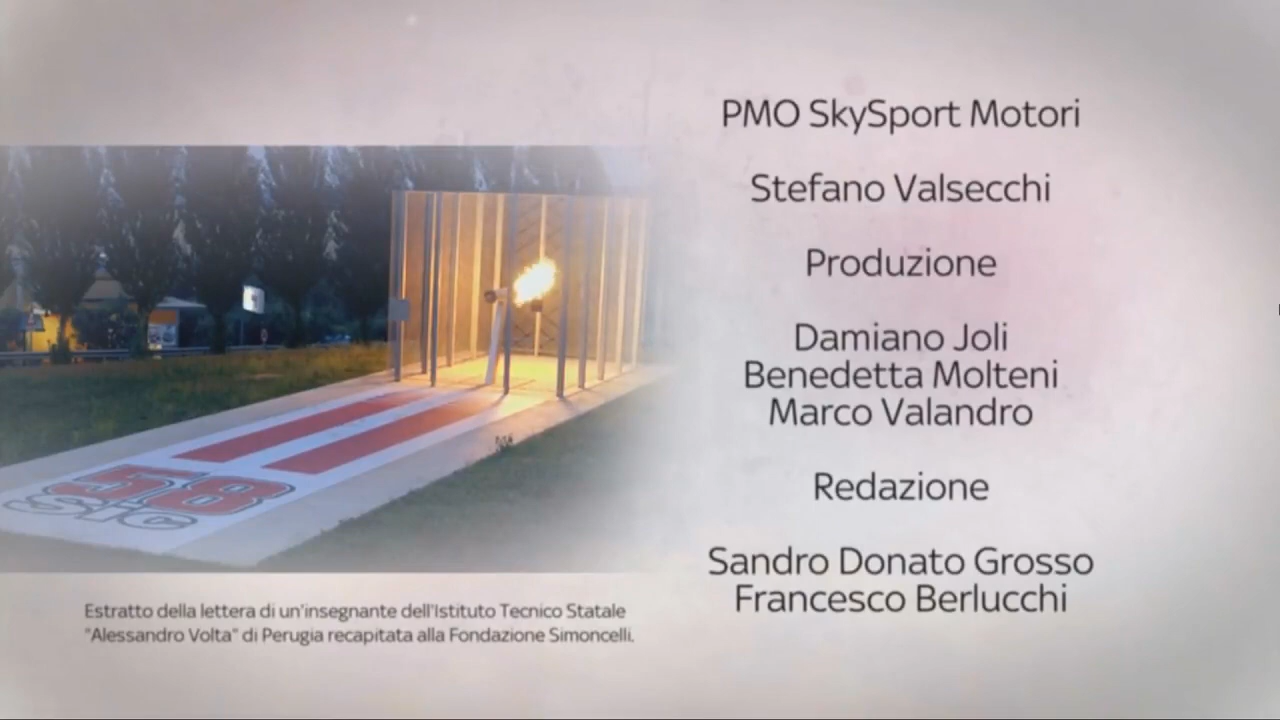 PMO SkySport Motori
Stefano Valsecchi
Produzione
Damiano Joli
Benedetta Molteni
Marco Valandro
Redazione
Sandro Donato Grosso
Francesco Berlucchi
58
Sic
Estratto della lettera di un'insegnante dell'Istituto Tecnico Statale
"Alessandro Volta" di Perugia recapitata alla Fondazione Simoncelli.